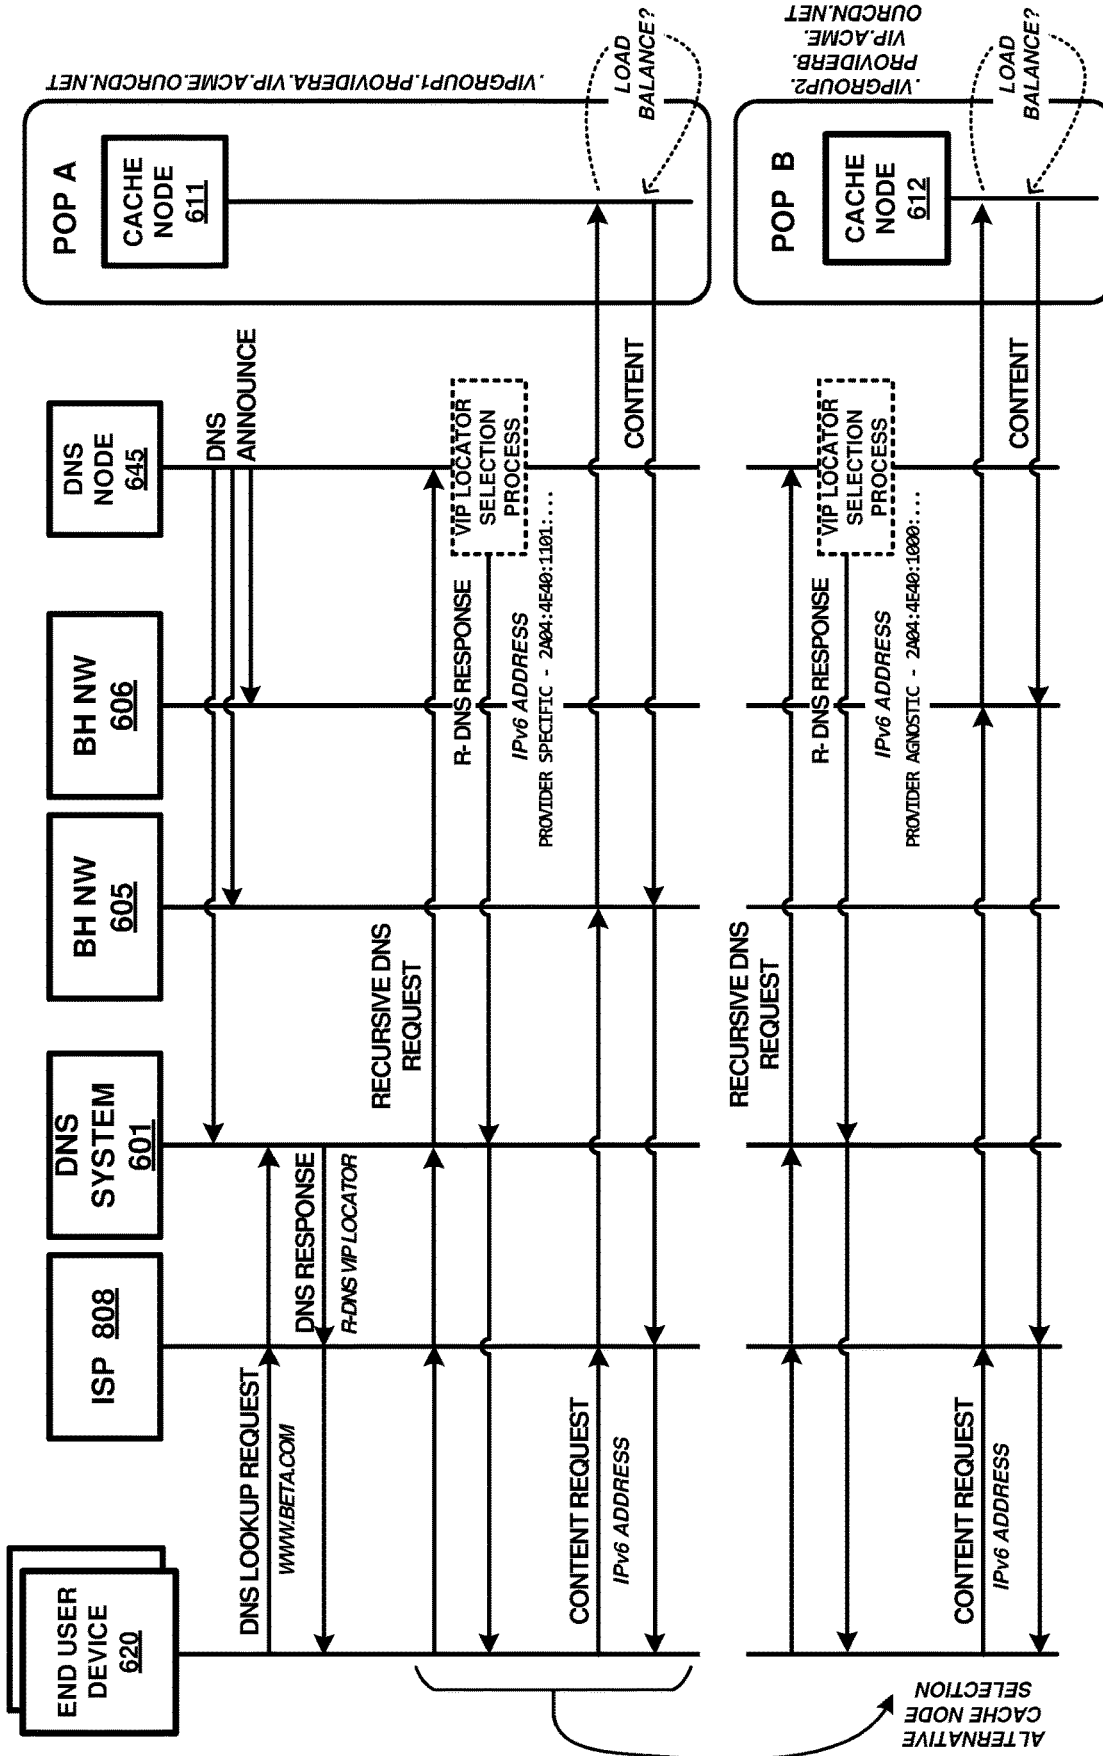 END USER
DEVICE
620
ISP 808
DNS
SYSTEM
601
BH NW
605
BH NW
606
DNS
NODE
645
POP A
CACHE
NODE
611
.VIPGROUP1.PROVIDERA.VIP.ACME.OURCDN.NET
DNS
ANNOUNCE
DNS LOOKUP REQUEST
WWW.BETA.COM
DNS RESPONSE
R-DNS VIP LOCATOR
RECURSIVE DNS
REQUEST
VIP LOCATOR
SELECTION
PROCESS
R-DNS RESPONSE
IPv6 ADDRESS
PROVIDER SPECIFIC - 2A04:4E40:1101:...
CONTENT REQUEST
IPv6 ADDRESS
CONTENT
LOAD
BALANCE?
ALTERNATIVE
CACHE NODE
SELECTION
POP B
CACHE
NODE
612
.VIPGROUP2.
PROVIDERB.
VIP.ACME.
OURCDN.NET
RECURSIVE DNS
REQUEST
VIP LOCATOR
SELECTION
PROCESS
R- DNS RESPONSE
IPv6 ADDRESS
PROVIDER AGNOSTIC - 2A04:4E40:1000:...
CONTENT REQUEST
IPv6 ADDRESS
CONTENT
LOAD
BALANCE?